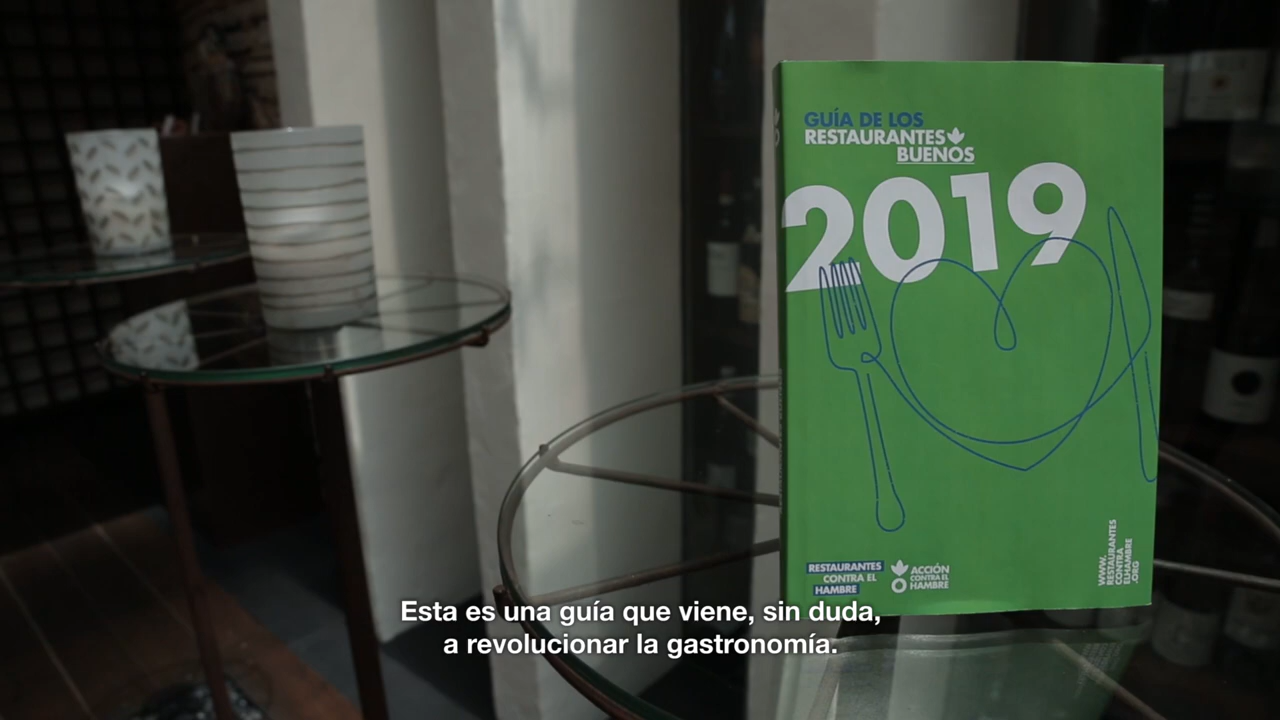 GUÍA DE LOS
RESTAURANTES
BUENOS
2019
RESTAURANTES
CONTRA EL
HAMBRE
ACCIÓN
CONTRA EL
HAMBRE
WWW.
RESTAURANTES
CONTRA
ELHAMBRE
.ORG
Esta es una guía que viene, sin duda,
a revolucionar la gastronomía.